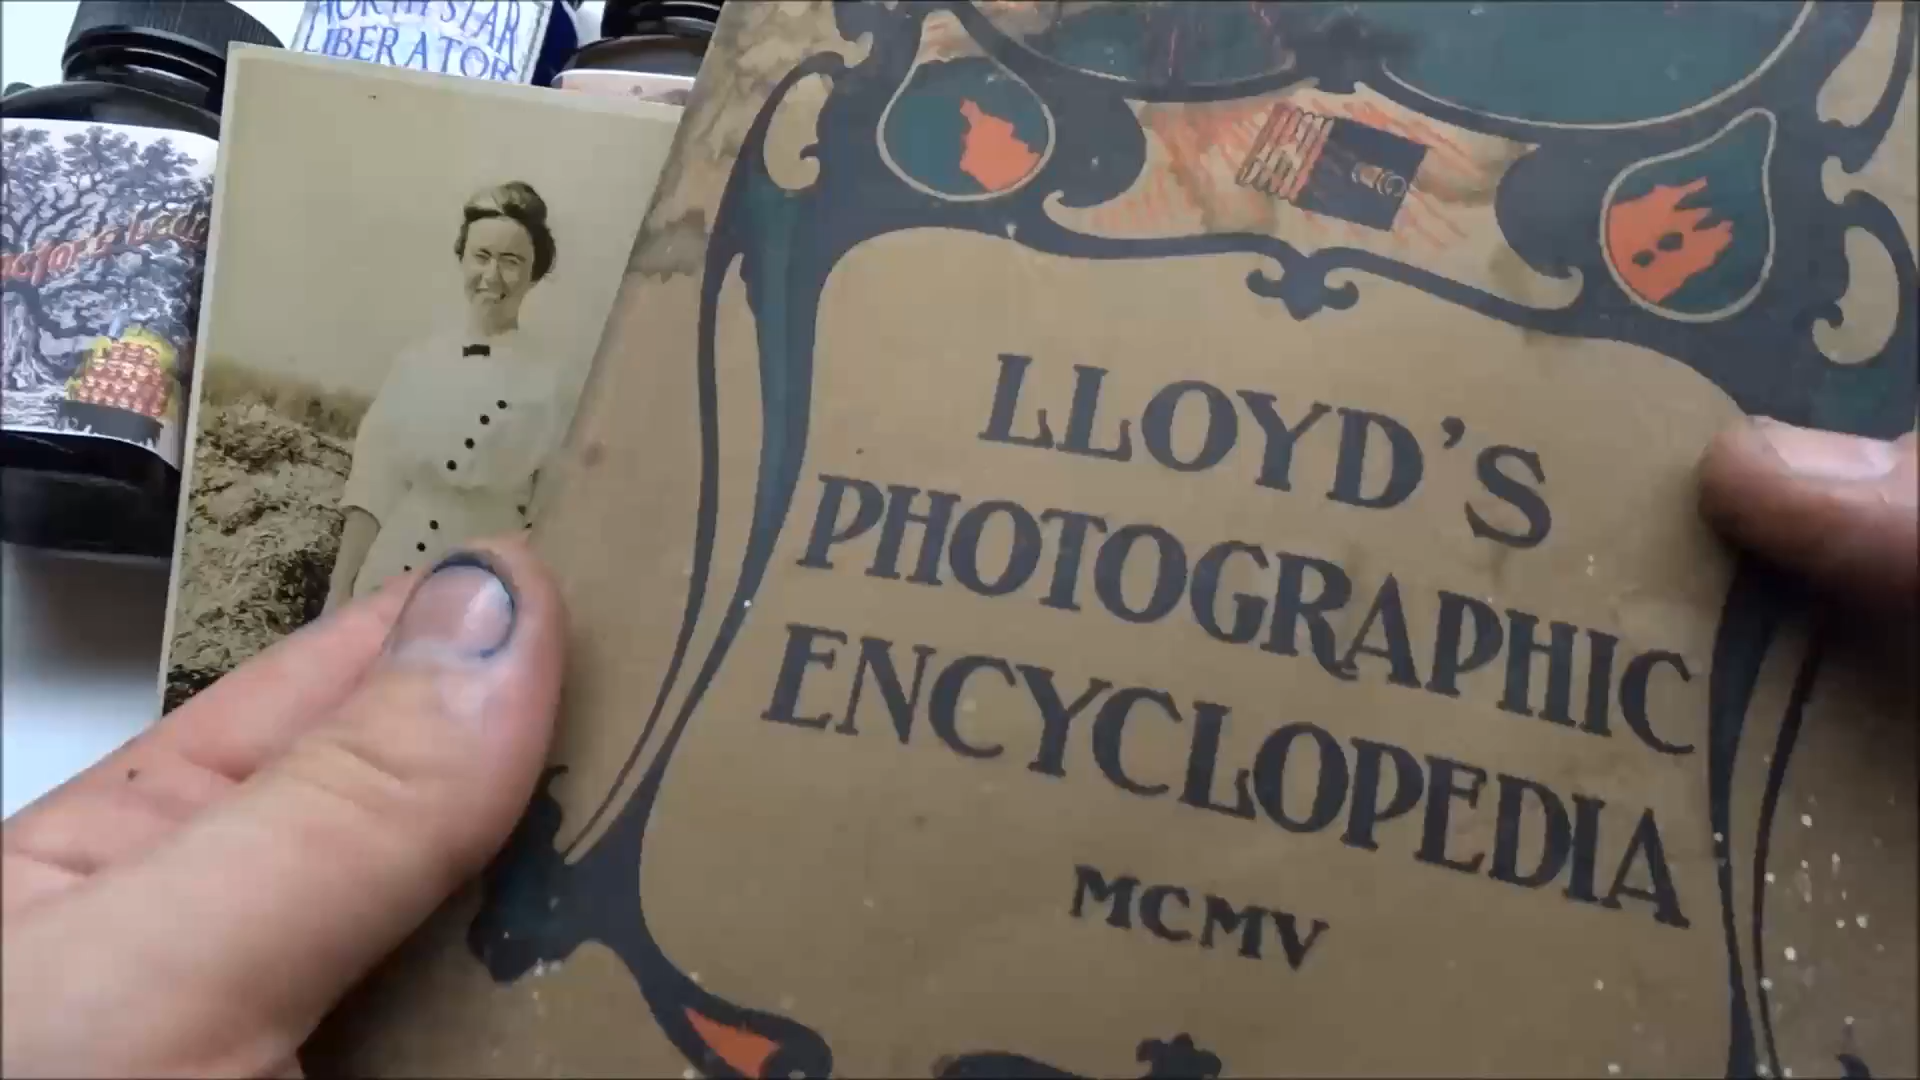 NORTH STAR
LIBERATOR
LLOYD'S
PHOTOGRAPHIC
ENCYCLOPEDIA
MCMV